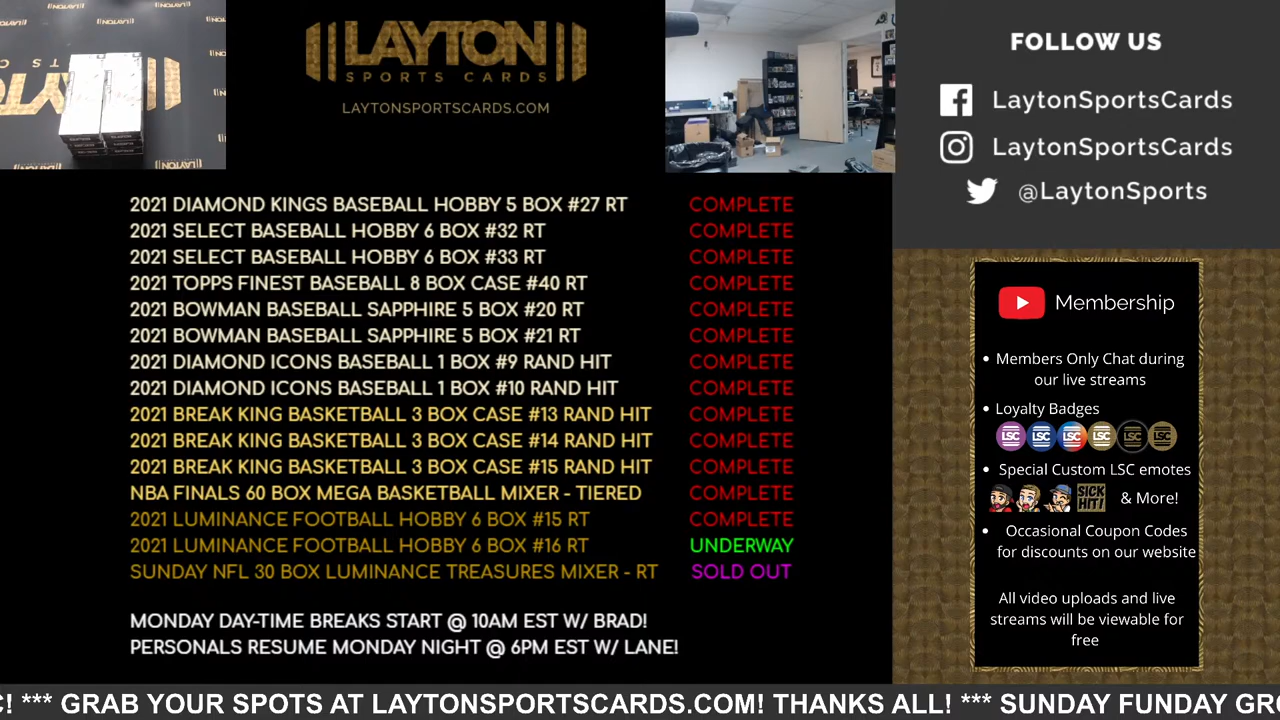 LAYTON
SPORTS CARDS
LAYTONSPORTSCARDS.COM
FOLLOW US
LaytonSportsCards
LaytonSportsCards
@LaytonSports
2021 DIAMOND KINGS BASEBALL HOBBY 5 BOX #27 RT COMPLETE
2021 SELECT BASEBALL HOBBY 6 BOX #32 RT COMPLETE
2021 SELECT BASEBALL HOBBY 6 BOX #33 RT COMPLETE
2021 TOPPS FINEST BASEBALL 8 BOX CASE #40 RT COMPLETE
2021 BOWMAN BASEBALL SAPPHIRE 5 BOX #20 RT COMPLETE
2021 BOWMAN BASEBALL SAPPHIRE 5 BOX #21 RT COMPLETE
2021 DIAMOND ICONS BASEBALL 1 BOX #9 RAND HIT COMPLETE
2021 DIAMOND ICONS BASEBALL 1 BOX #10 RAND HIT COMPLETE
2021 BREAK KING BASKETBALL 3 BOX CASE #13 RAND HIT COMPLETE
2021 BREAK KING BASKETBALL 3 BOX CASE #14 RAND HIT COMPLETE
2021 BREAK KING BASKETBALL 3 BOX CASE #15 RAND HIT COMPLETE
NBA FINALS 60 BOX MEGA BASKETBALL MIXER - TIERED COMPLETE
2021 LUMINANCE FOOTBALL HOBBY 6 BOX #15 RT COMPLETE
2021 LUMINANCE FOOTBALL HOBBY 6 BOX #16 RT UNDERWAY
SUNDAY NFL 30 BOX LUMINANCE TREASURES MIXER - RT SOLD OUT
MONDAY DAY-TIME BREAKS START @ 10AM EST W/ BRAD!
PERSONALS RESUME MONDAY NIGHT @ 6PM EST W/ LANE!
Membership
• Members Only Chat during
our live streams
• Loyalty Badges
LSC LSC LSC LSC LSC LSC
• Special Custom LSC emotes
SICK HIT! & More!
• Occasional Coupon Codes
for discounts on our website
All video uploads and live
streams will be viewable for
free
C! *** GRAB YOUR SPOTS AT LAYTONSPORTSCARDS.COM! THANKS ALL! *** SUNDAY FUNDAY GR